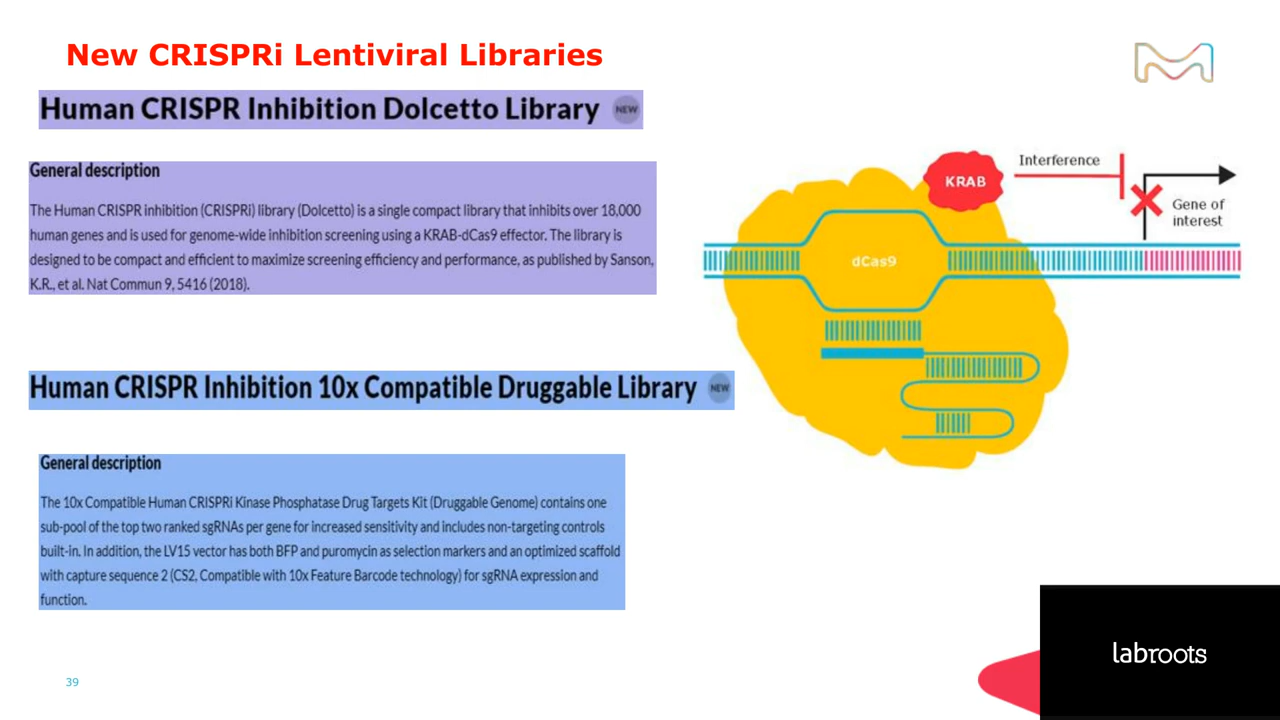 New CRISPRi Lentiviral Libraries
Human CRISPR Inhibition Dolcetto Library NEW
General description
The Human CRISPR inhibition (CRISPRi) library (Dolcetto) is a single compact library that inhibits over 18,000
human genes and is used for genome-wide inhibition screening using a KRAB-dCas9 effector. The library is
designed to be compact and efficient to maximize screening efficiency and performance, as published by Sanson,
K.R., et al. Nat Commun 9, 5416 (2018).
Human CRISPR Inhibition 10x Compatible Druggable Library NEW
General description
The 10x Compatible Human CRISPRi Kinase Phosphatase Drug Targets Kit (Druggable Genome) contains one
sub-pool of the top two ranked sgRNAs per gene for increased sensitivity and includes non-targeting controls
built-in. In addition, the LV15 vector has both BFP and puromycin as selection markers and an optimized scaffold
with capture sequence 2 (CS2, Compatible with 10x Feature Barcode technology) for sgRNA expression and
function.
KRAB
Interference
Gene of
interest
dCas9
39
labroots